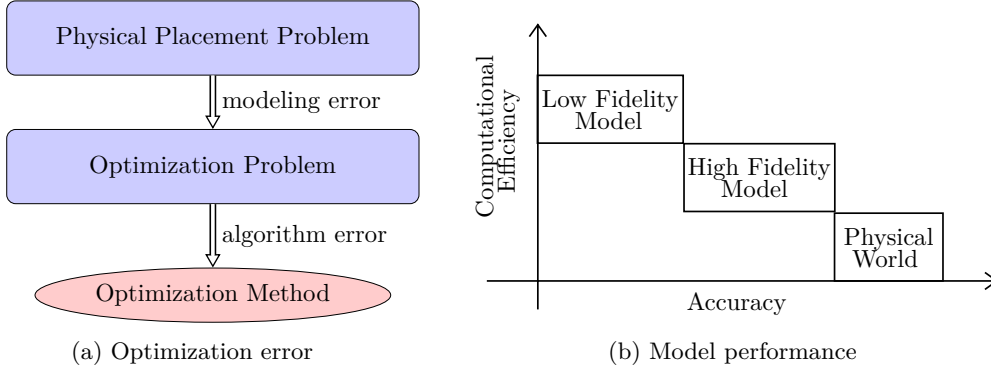 Physical Placement Problem
modeling error
Optimization Problem
algorithm error
Optimization Method
(a) Optimization error
Computational
Efficiency
Low Fidelity
Model
High Fidelity
Model
Physical
World
Accuracy
(b) Model performance